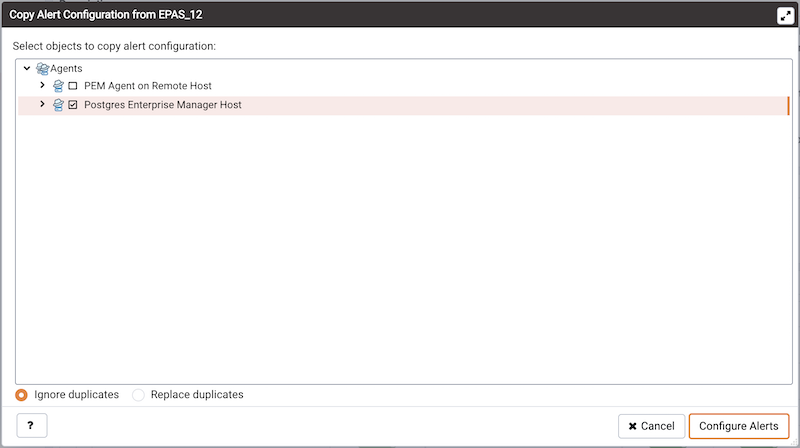 Copy Alert Configuration from EPAS_12
Select objects to copy alert configuration:
Agents
PEM Agent on Remote Host
Postgres Enterprise Manager Host
Ignore duplicates Replace duplicates
? Cancel Configure Alerts